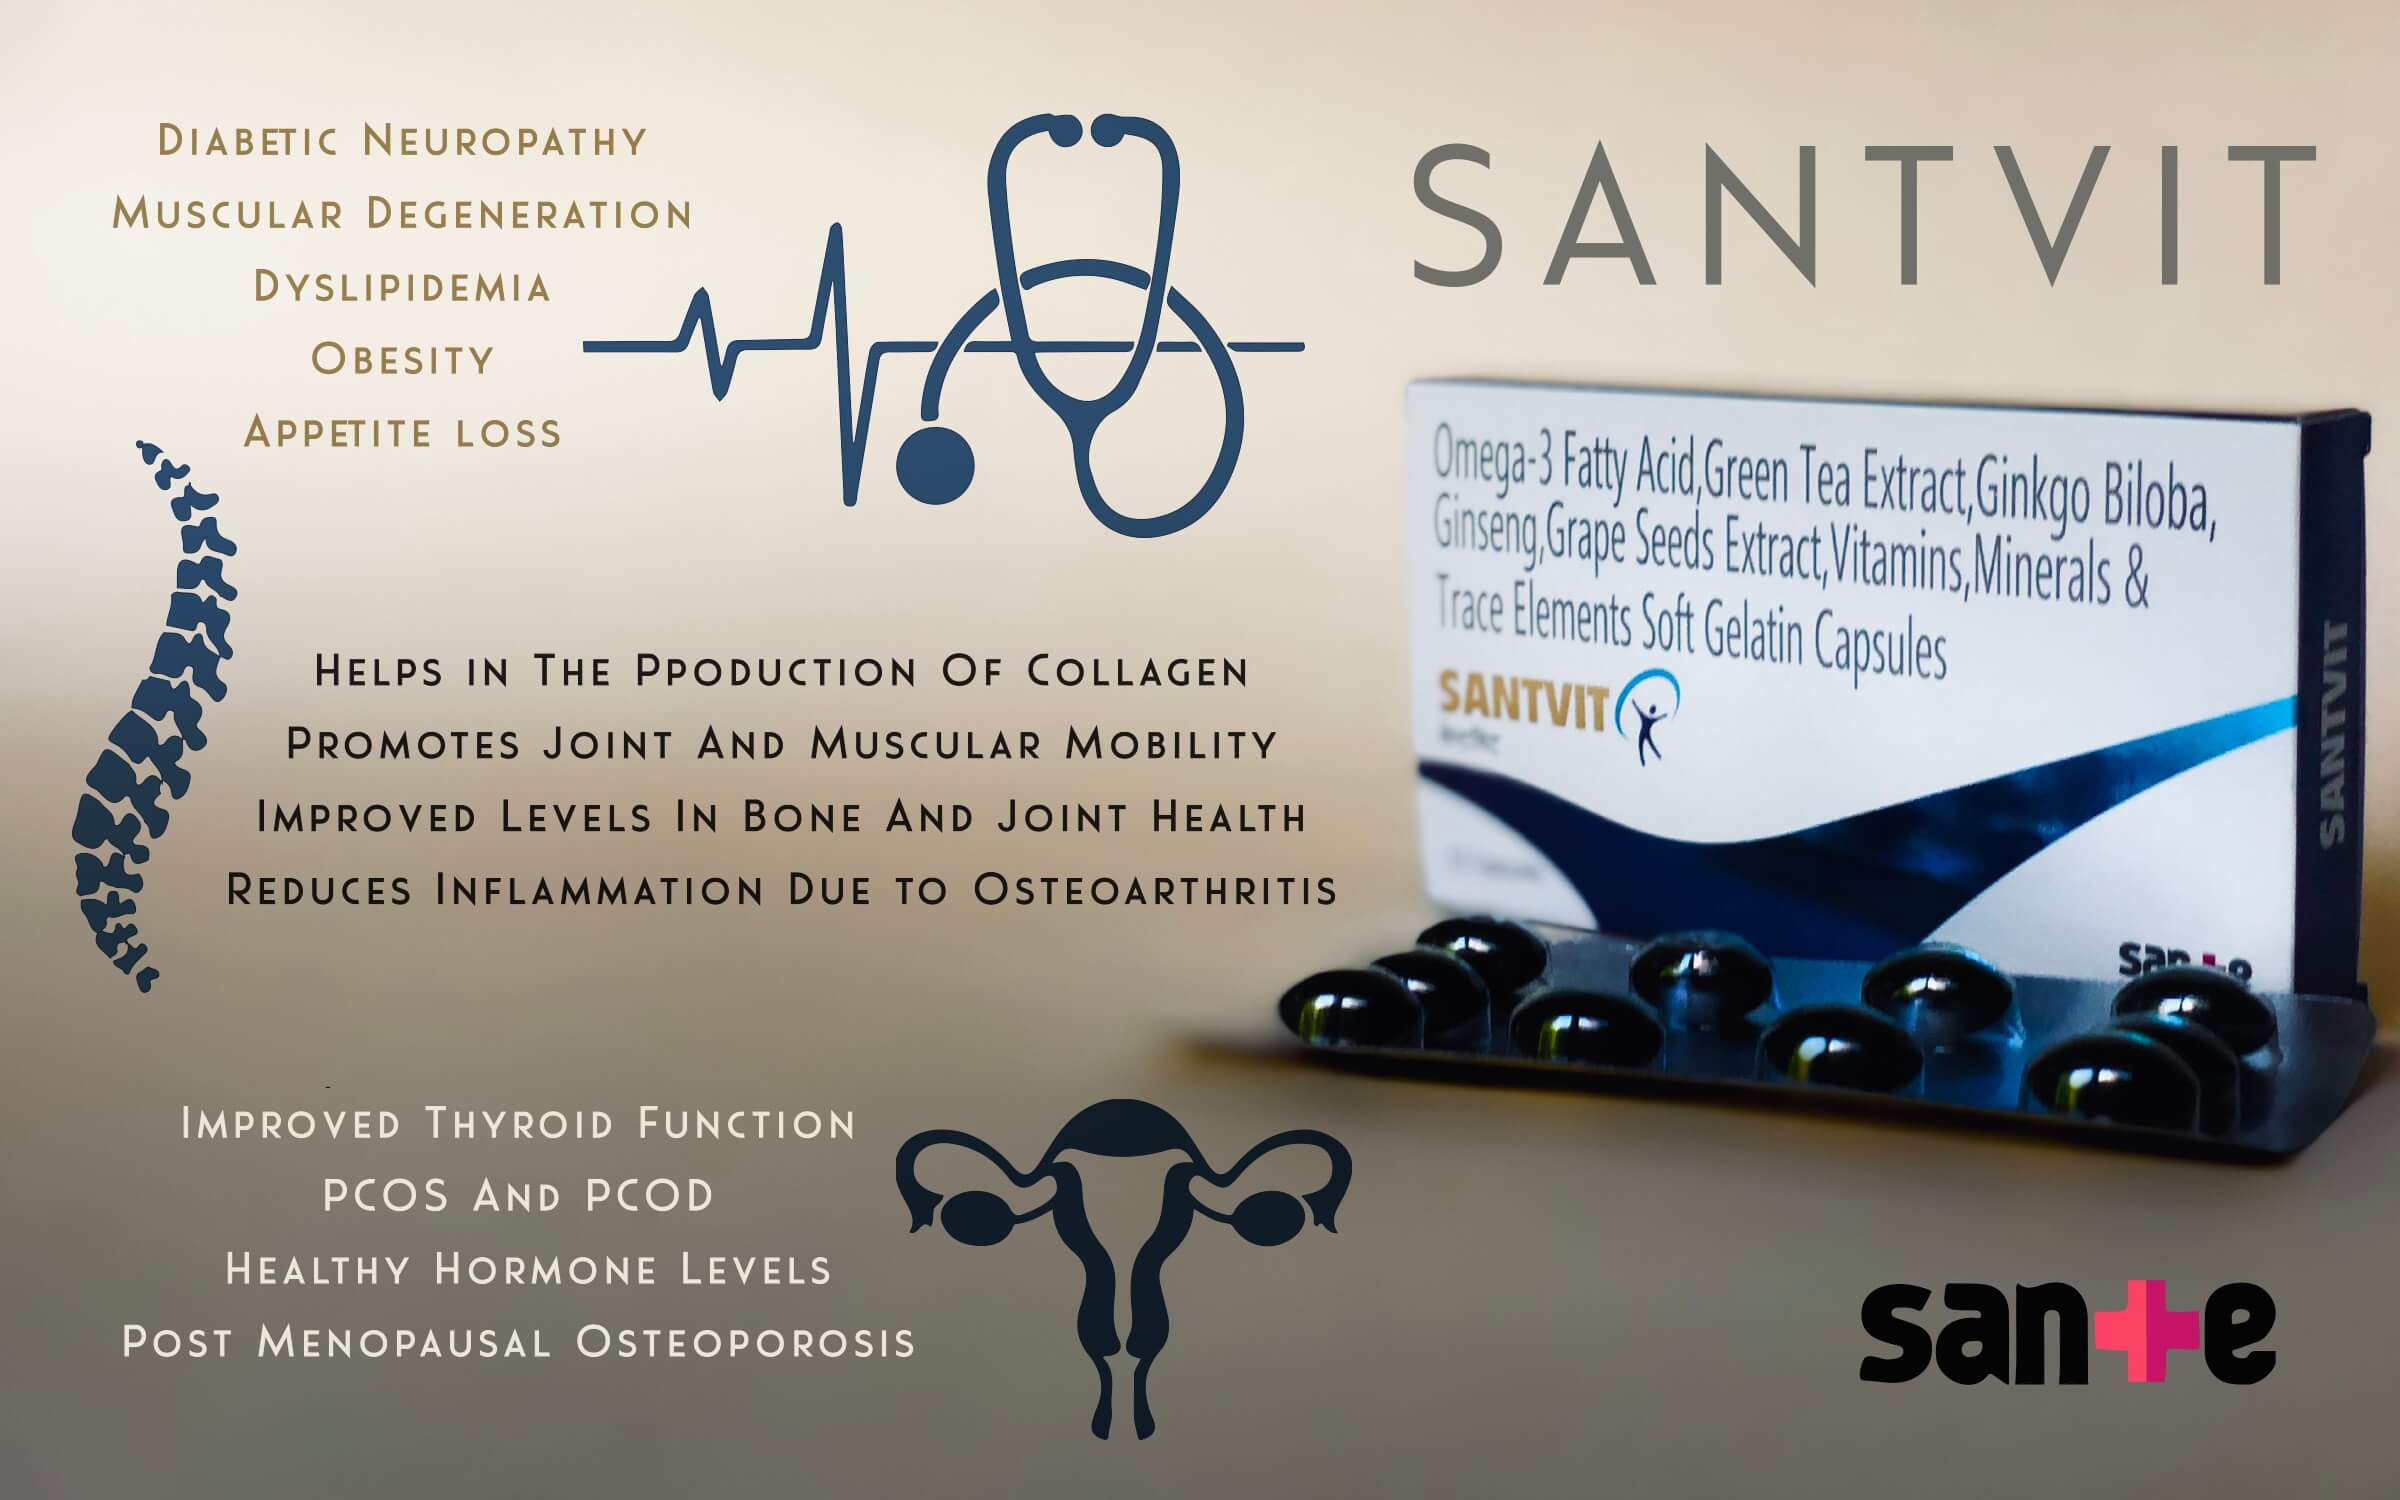 Diabetic Neuropathy
Muscular Degeneration
Dyslipidemia
Obesity
Appetite loss
Helps in The Pproduction Of Collagen
Promotes Joint And Muscular Mobility
Improved Levels In Bone And Joint Health
Reduces Inflammation Due to Osteoarthritis
Improved Thyroid Function
PCOS And PCOD
Healthy Hormone Levels
Post Menopausal Osteoporosis
SANTVIT
Omega-3 Fatty Acid,Green Tea Extract,Ginkgo Biloba,
Ginseng,Grape Seeds Extract,Vitamins,Minerals &
Trace Elements Soft Gelatin Capsules
SANTVIT
SANTVIT
sante
sante